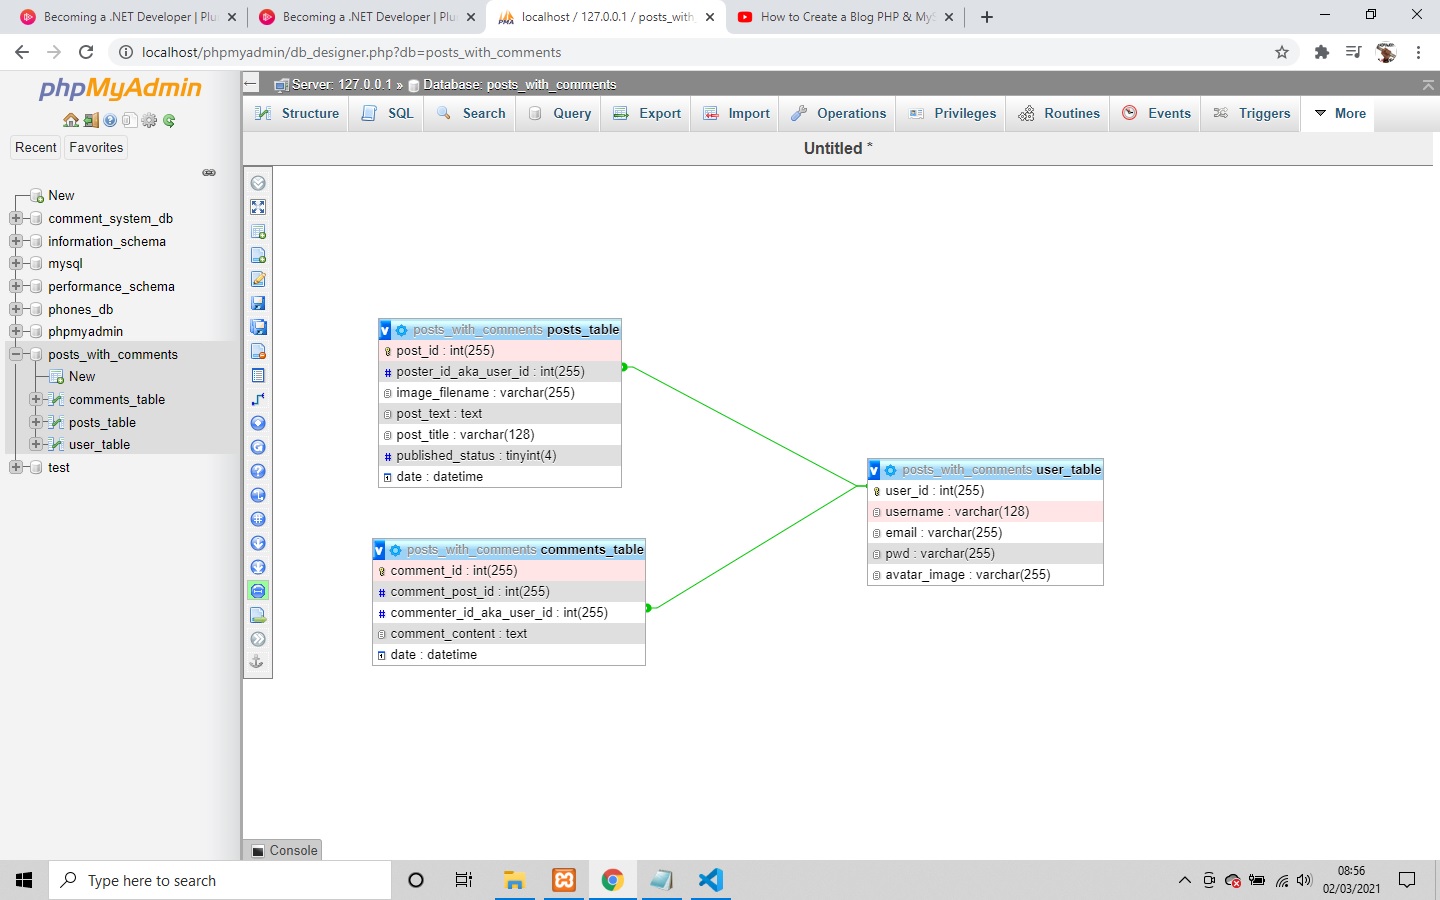 Becoming a .NET Developer | Plu
Becoming a .NET Developer | Plu
localhost / 127.0.0.1 / posts_with
How to Create a Blog PHP & My
localhost/phpmyadmin/db_designer.php?db=posts_with_comments
phpMyAdmin
Recent
Favorites
New
comment_system_db
information_schema
mysql
performance_schema
phones_db
phpmyadmin
posts_with_comments
New
comments_table
posts_table
user_table
test
Server: 127.0.0.1 » Database: posts_with_comments
Structure SQL Search Query Export Import Operations Privileges Routines Events Triggers More
Untitled *
posts_with_comments posts_table
post_id : int(255)
poster_id_aka_user_id : int(255)
image_filename : varchar(255)
post_text : text
post_title : varchar(128)
published_status : tinyint(4)
date : datetime
posts_with_comments comments_table
comment_id : int(255)
comment_post_id : int(255)
commenter_id_aka_user_id : int(255)
comment_content : text
date : datetime
posts_with_comments user_table
user_id : int(255)
username : varchar(128)
email : varchar(255)
pwd : varchar(255)
avatar_image : varchar(255)
Console
Type here to search
08:56
02/03/2021